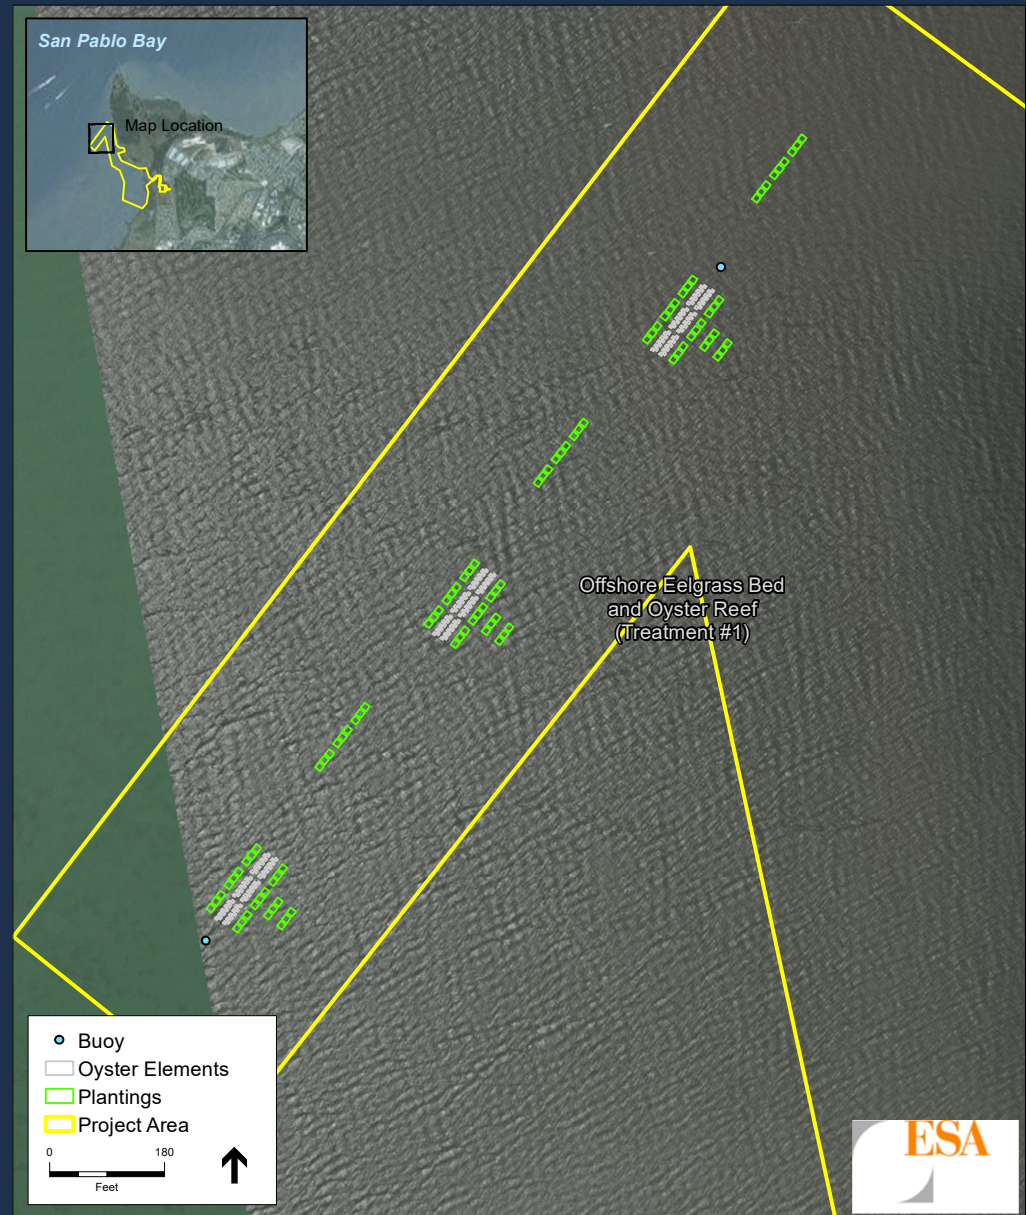 San Pablo Bay
Map Location
Offshore Eelgrass Bed
and Oyster Reef
(Treatment #1)
Buoy
Oyster Elements
Plantings
Project Area
0 180
Feet
ESA